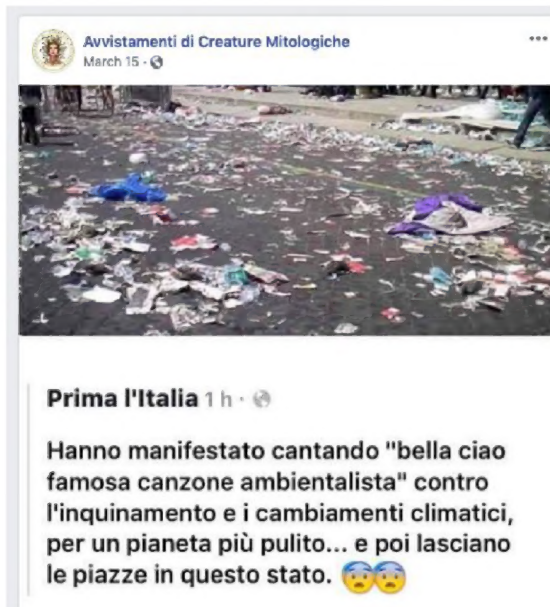 Avvistamenti di Creature Mitologiche
March 15 ·
Prima l'Italia 1 h ·
Hanno manifestato cantando "bella ciao
famosa canzone ambientalista" contro
l'inquinamento e i cambiamenti climatici,
per un pianeta più pulito... e poi lasciano
le piazze in questo stato. 😨😨